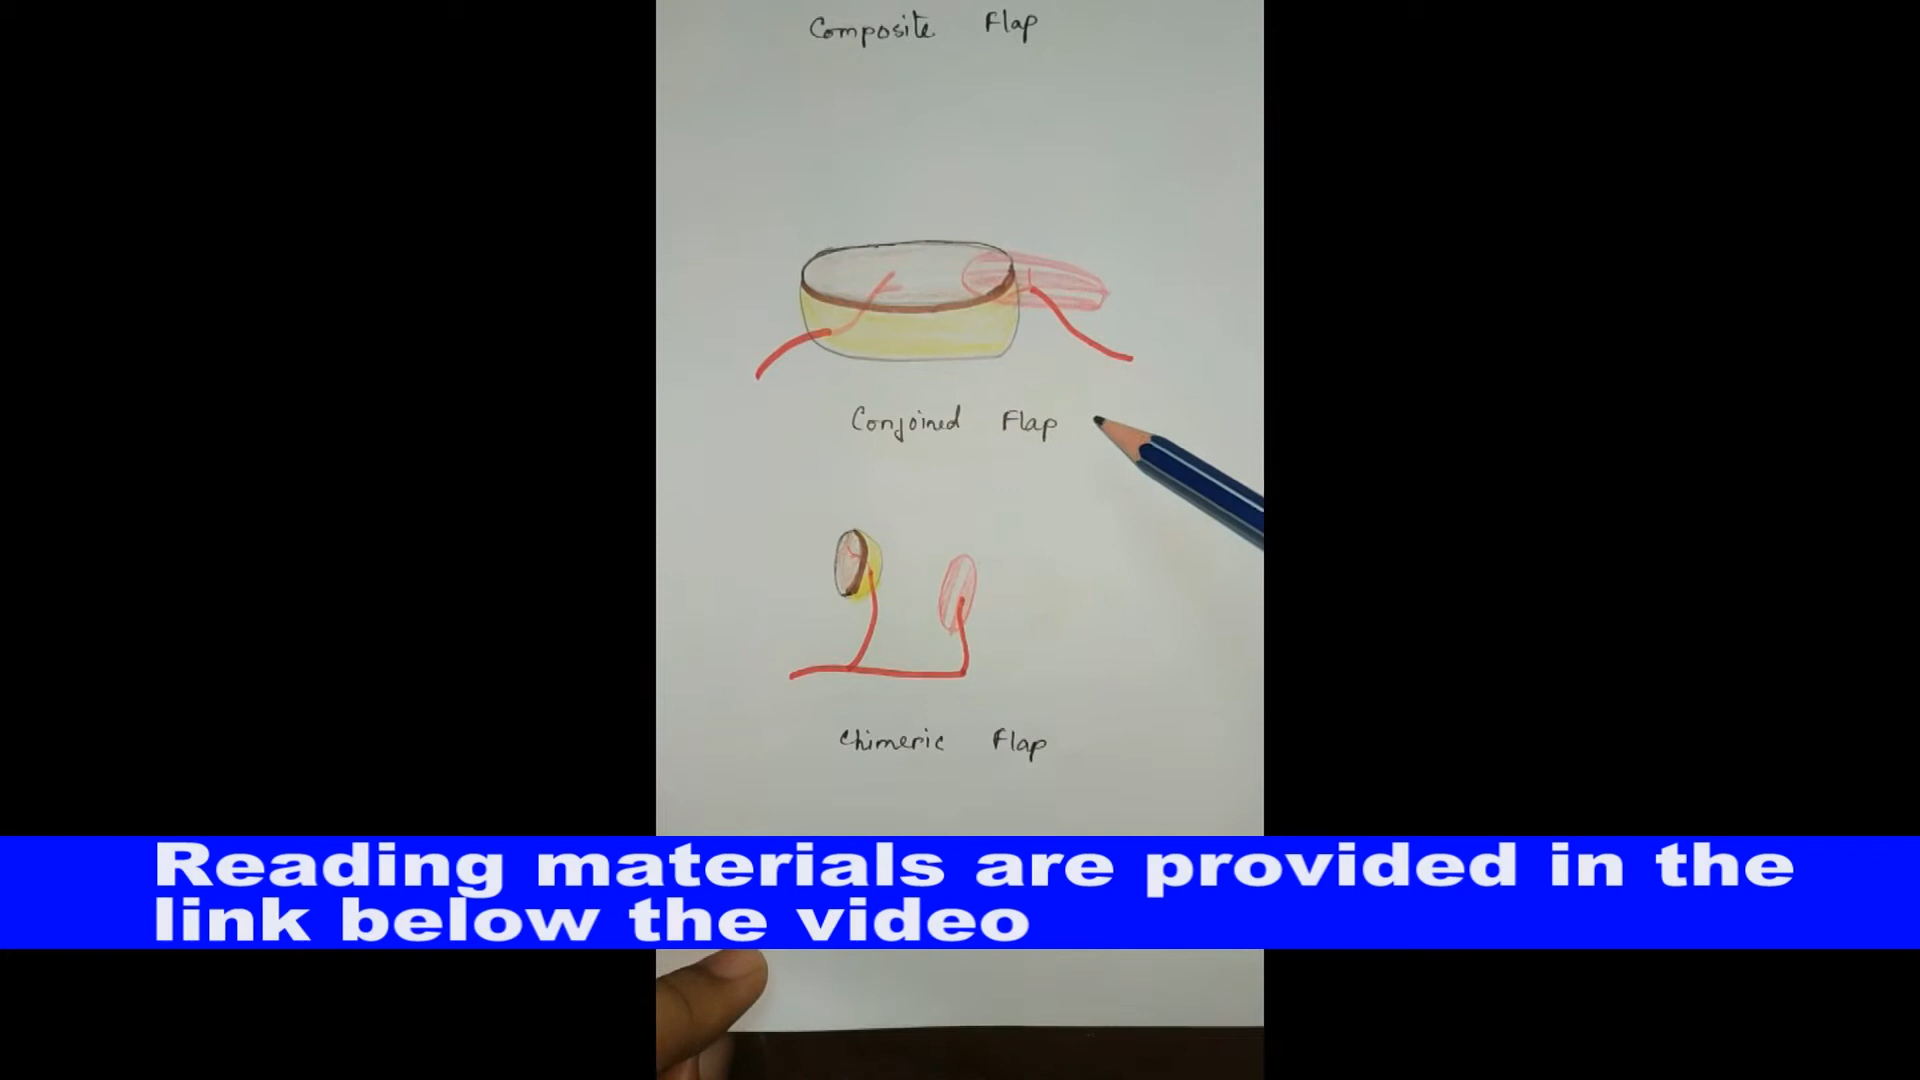 Composite Flap
Conjoined Flap
Chimeric Flap
Reading materials are provided in the
link below the video